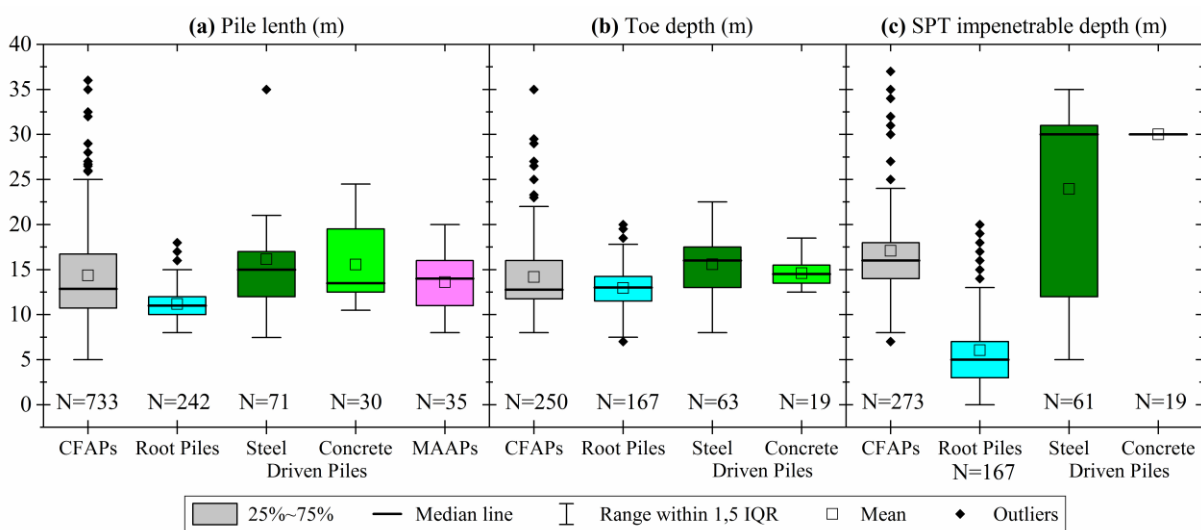 (a) Pile lenth (m)
(b) Toe depth (m)
(c) SPT impenetrable depth (m)
40
35
30
25
20
15
10
5
0
N=733 N=242 N=71 N=30 N=35
N=250 N=167 N=63 N=19
N=273 N=61 N=19
CFAPs Root Piles Steel Concrete MAAPs
Driven Piles
CFAPs Root Piles Steel Concrete
Driven Piles
CFAPs Root Piles Steel Concrete
N=167 Driven Piles
25%~75% Median line Range within 1,5 IQR Mean Outliers